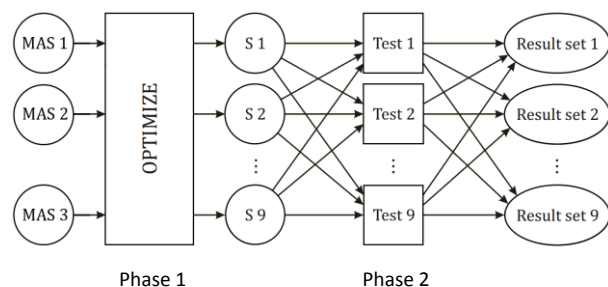 MAS 1
S 1
Test 1
Result set 1
MAS 2
OPTIMIZE
S 2
Test 2
Result set 2
⋮
⋮
⋮
MAS 3
S 9
Test 9
Result set 9
Phase 1
Phase 2